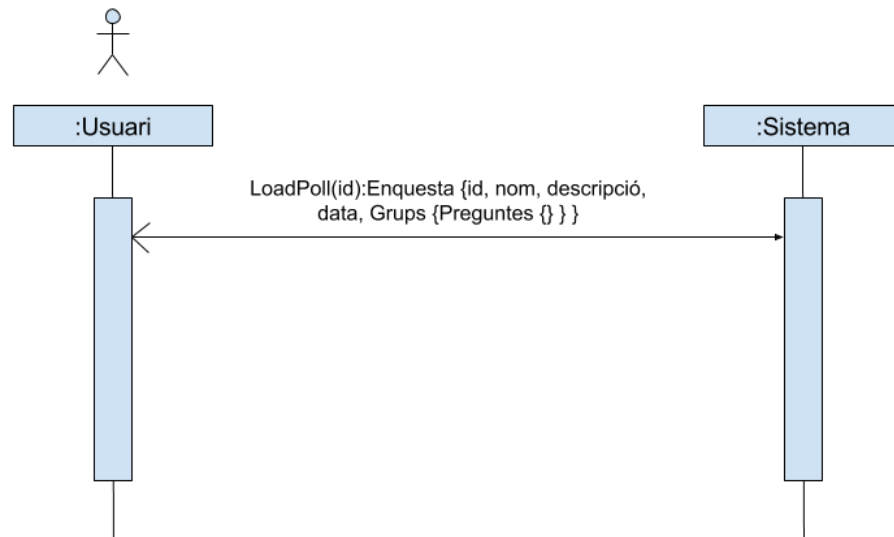 :Usuari
:Sistema
LoadPoll(id):Enquesta {id, nom, descripció,
data, Grups {Preguntes {} } }